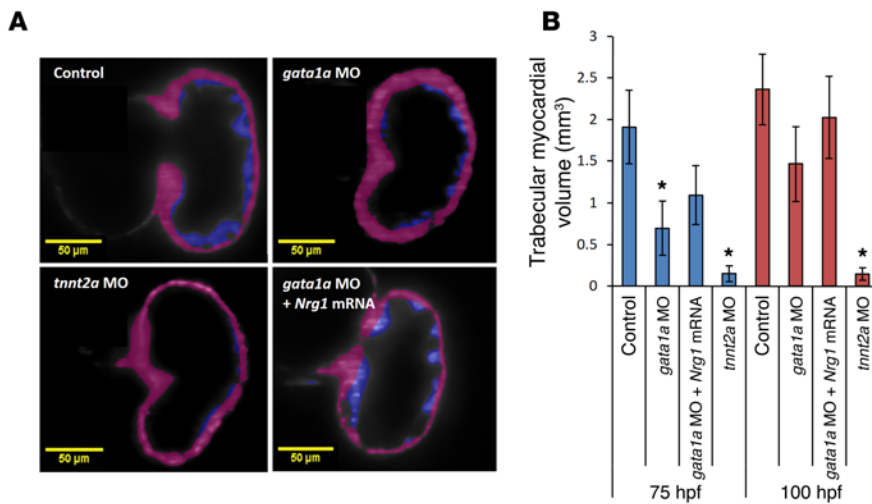 A
Control
50 µm
gata1a MO
50 µm
tnnt2a MO
50 µm
gata1a MO
+ Nrg1 mRNA
50 µm
B
Trabecular myocardial
volume (mm³)
3
2.5
2
1.5
1
0.5
0
*
*
*
Control
gata1a MO
gata1a MO + Nrg1 mRNA
tnnt2a MO
Control
gata1a MO
gata1a MO + Nrg1 mRNA
tnnt2a MO
75 hpf
100 hpf